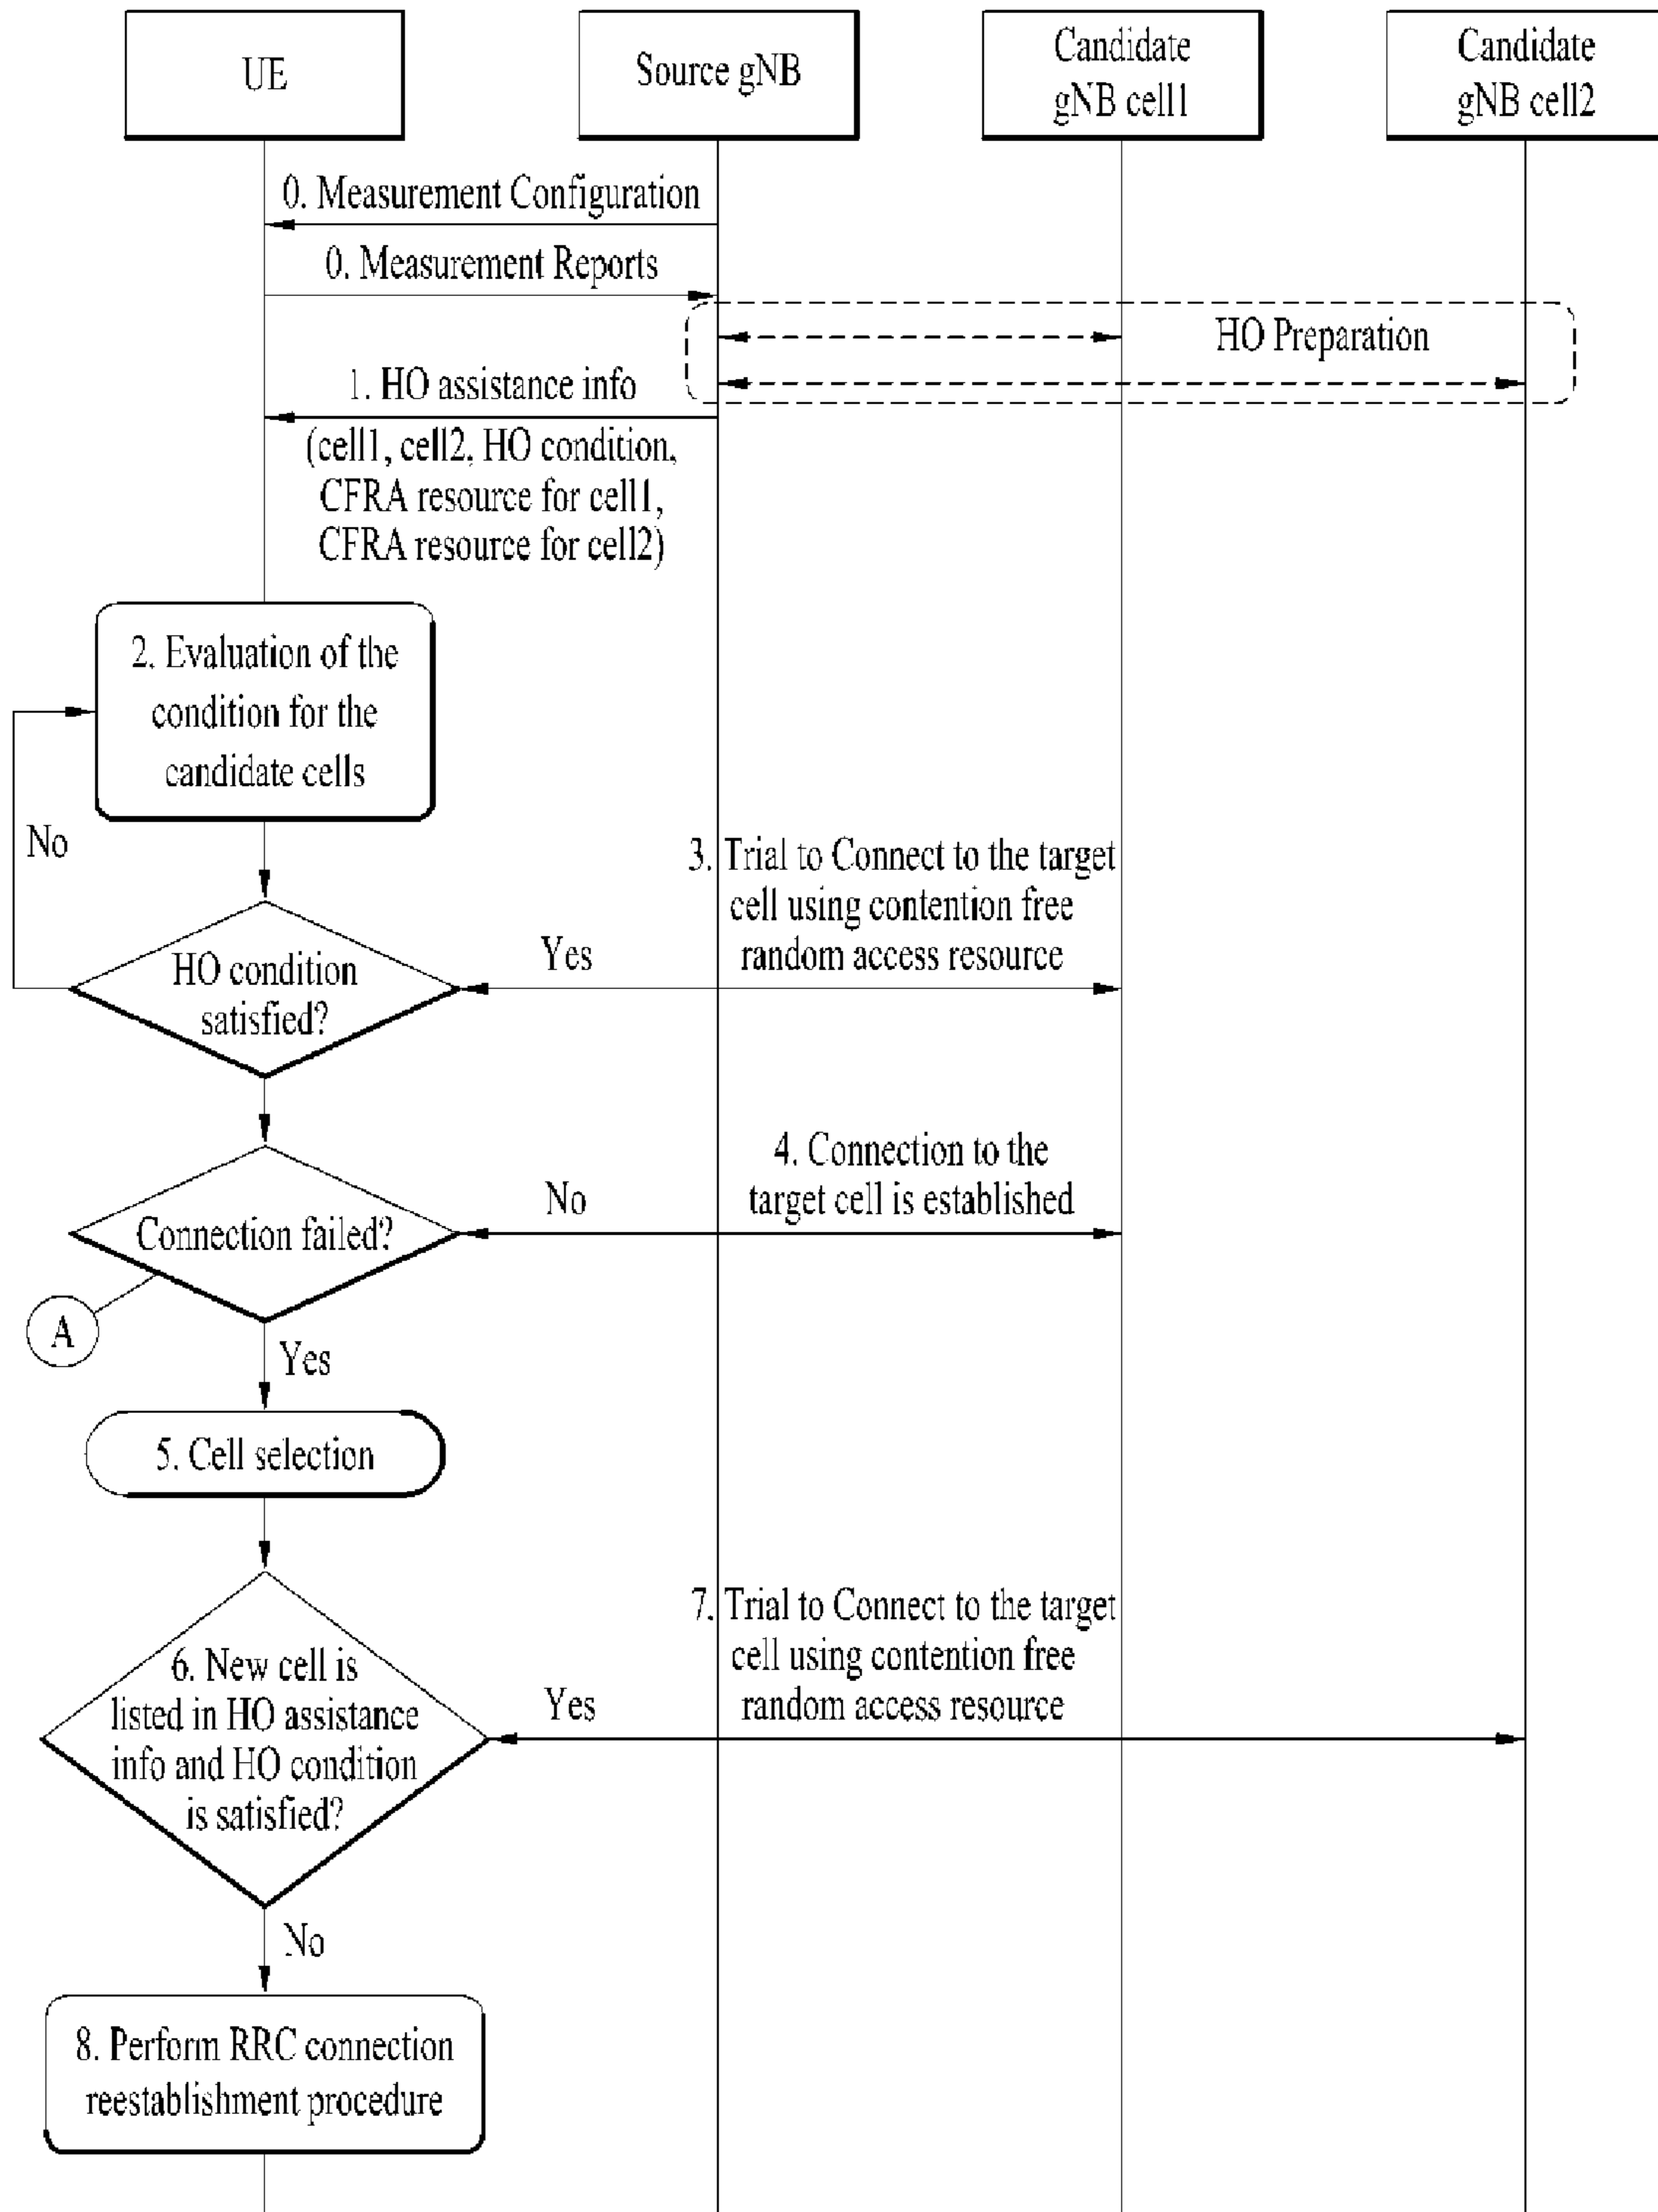 UE
Source gNB
Candidate
gNB cell1
Candidate
gNB cell2
0. Measurement Configuration
0. Measurement Reports
HO Preparation
1. HO assistance info
(cell1, cell2, HO condition,
CFRA resource for cell1,
CFRA resource for cell2)
2. Evaluation of the
condition for the
candidate cells
No
3. Trial to Connect to the target
cell using contention free
random access resource
Yes
HO condition
satisfied?
4. Connection to the
target cell is established
No
Connection failed?
A
Yes
5. Cell selection
7. Trial to Connect to the target
cell using contention free
random access resource
Yes
6. New cell is
listed in HO assistance
info and HO condition
is satisfied?
No
8. Perform RRC connection
reestablishment procedure